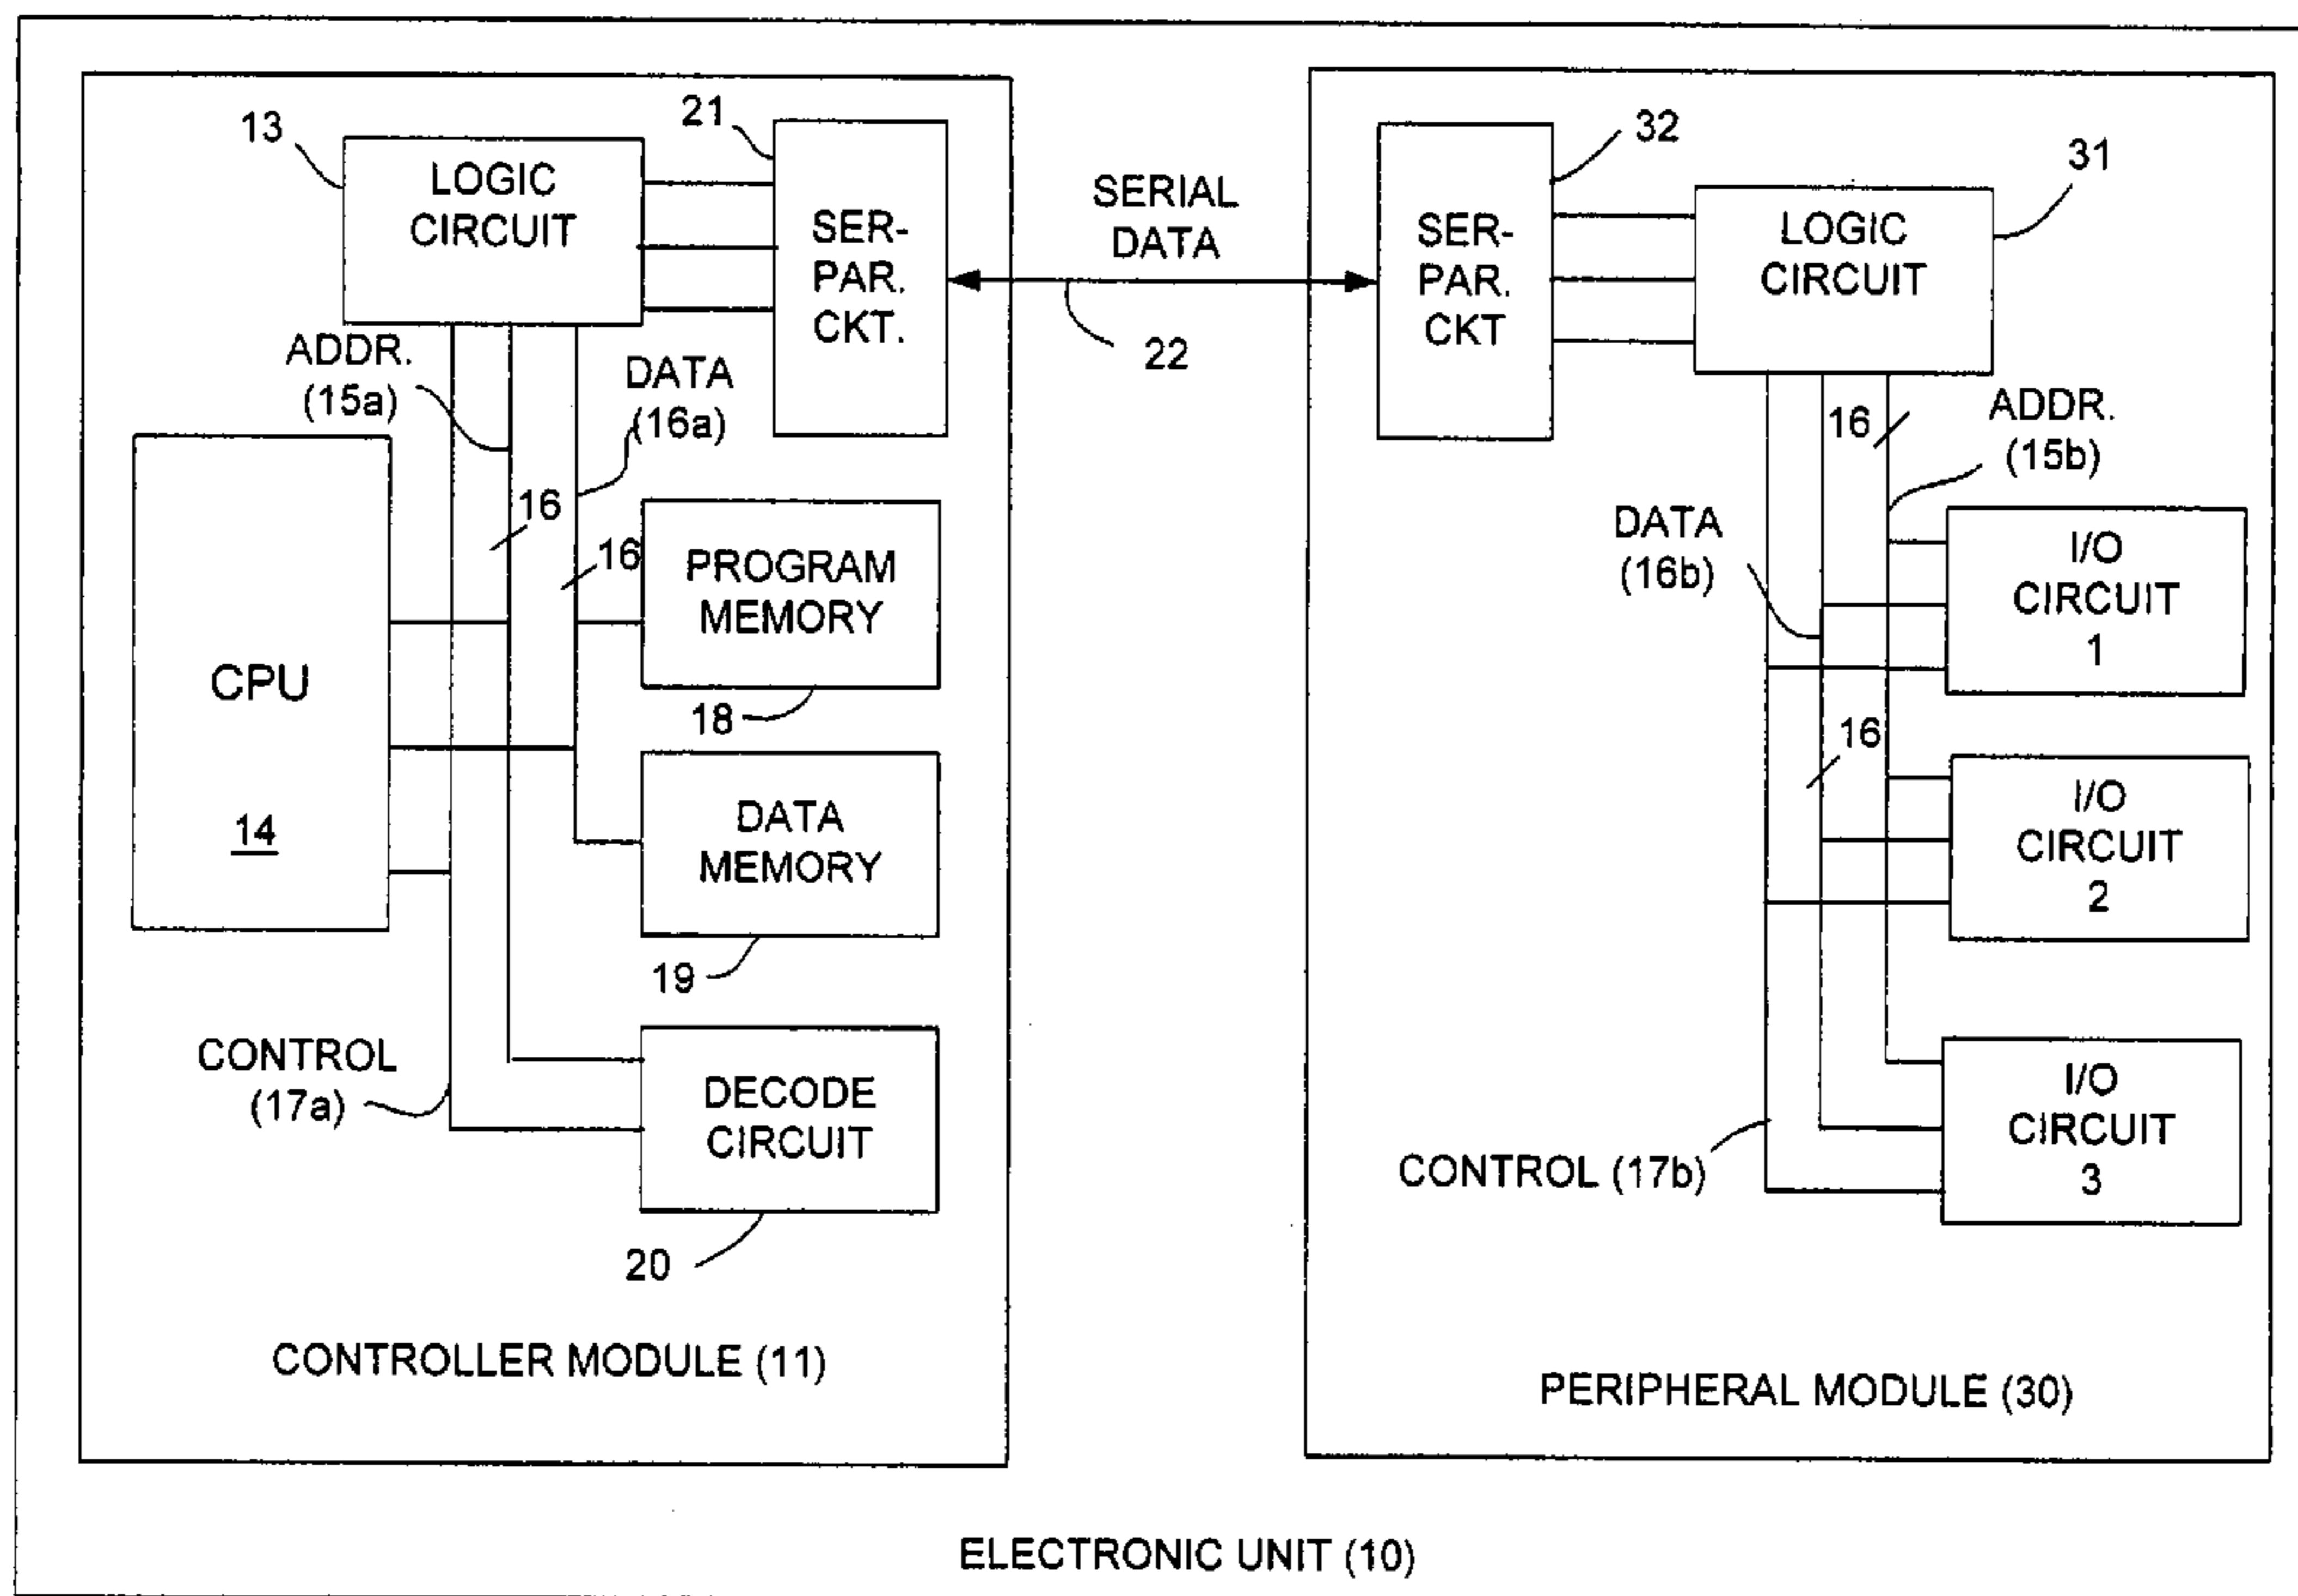 13
LOGIC
CIRCUIT
21
SER-
PAR.
CKT.
ADDR.
(15a)
DATA
(16a)
16
16
CPU
14
PROGRAM
MEMORY
18
DATA
MEMORY
19
CONTROL
(17a)
DECODE
CIRCUIT
20
CONTROLLER MODULE (11)
SERIAL
DATA
22
32
SER-
PAR.
CKT
31
LOGIC
CIRCUIT
16
ADDR.
(15b)
DATA
(16b)
I/O
CIRCUIT
1
16
I/O
CIRCUIT
2
I/O
CIRCUIT
3
CONTROL (17b)
PERIPHERAL MODULE (30)
ELECTRONIC UNIT (10)